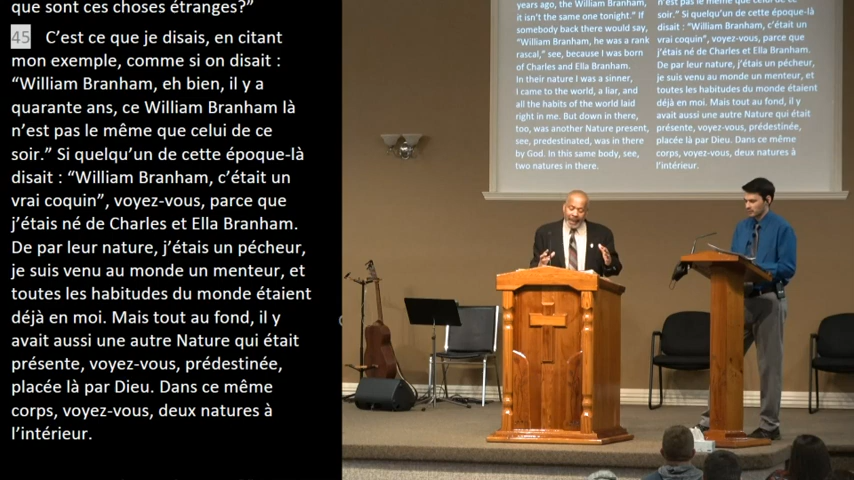 que sont ces choses étranges?”
45 C’est ce que je disais, en citant
mon exemple, comme si on disait :
“William Branham, eh bien, il y a
quarante ans, ce William Branham là
n’est pas le même que celui de ce
soir.” Si quelqu’un de cette époque-là
disait : “William Branham, c’était un
vrai coquin”, voyez-vous, parce que
j’étais né de Charles et Ella Branham.
De par leur nature, j’étais un pécheur,
je suis venu au monde un menteur, et
toutes les habitudes du monde étaient
déjà en moi. Mais tout au fond, il y
avait aussi une autre Nature qui était
présente, voyez-vous, prédestinée,
placée là par Dieu. Dans ce même
corps, voyez-vous, deux natures à
l’intérieur.
years ago, the William Branham,
it isn’t the same one tonight.” If
somebody back there would say,
“William Branham, he was a rank
rascal,” see, because I was born
of Charles and Ella Branham.
In their nature I was a sinner,
I came to the world, a liar, and
all the habits of the world laid
right in me. But down in there,
too, was another Nature present,
see, predestinated, was in there
by God. In this same body, see,
two natures in there.
n’est pas le même que celui de ce
soir.” Si quelqu’un de cette époque-là
disait : “William Branham, c’était un
vrai coquin”, voyez-vous, parce que
j’étais né de Charles et Ella Branham.
De par leur nature, j’étais un pécheur,
je suis venu au monde un menteur, et
toutes les habitudes du monde étaient
déjà en moi. Mais tout au fond, il y
avait aussi une autre Nature qui était
présente, voyez-vous, prédestinée,
placée là par Dieu. Dans ce même
corps, voyez-vous, deux natures à
l’intérieur.